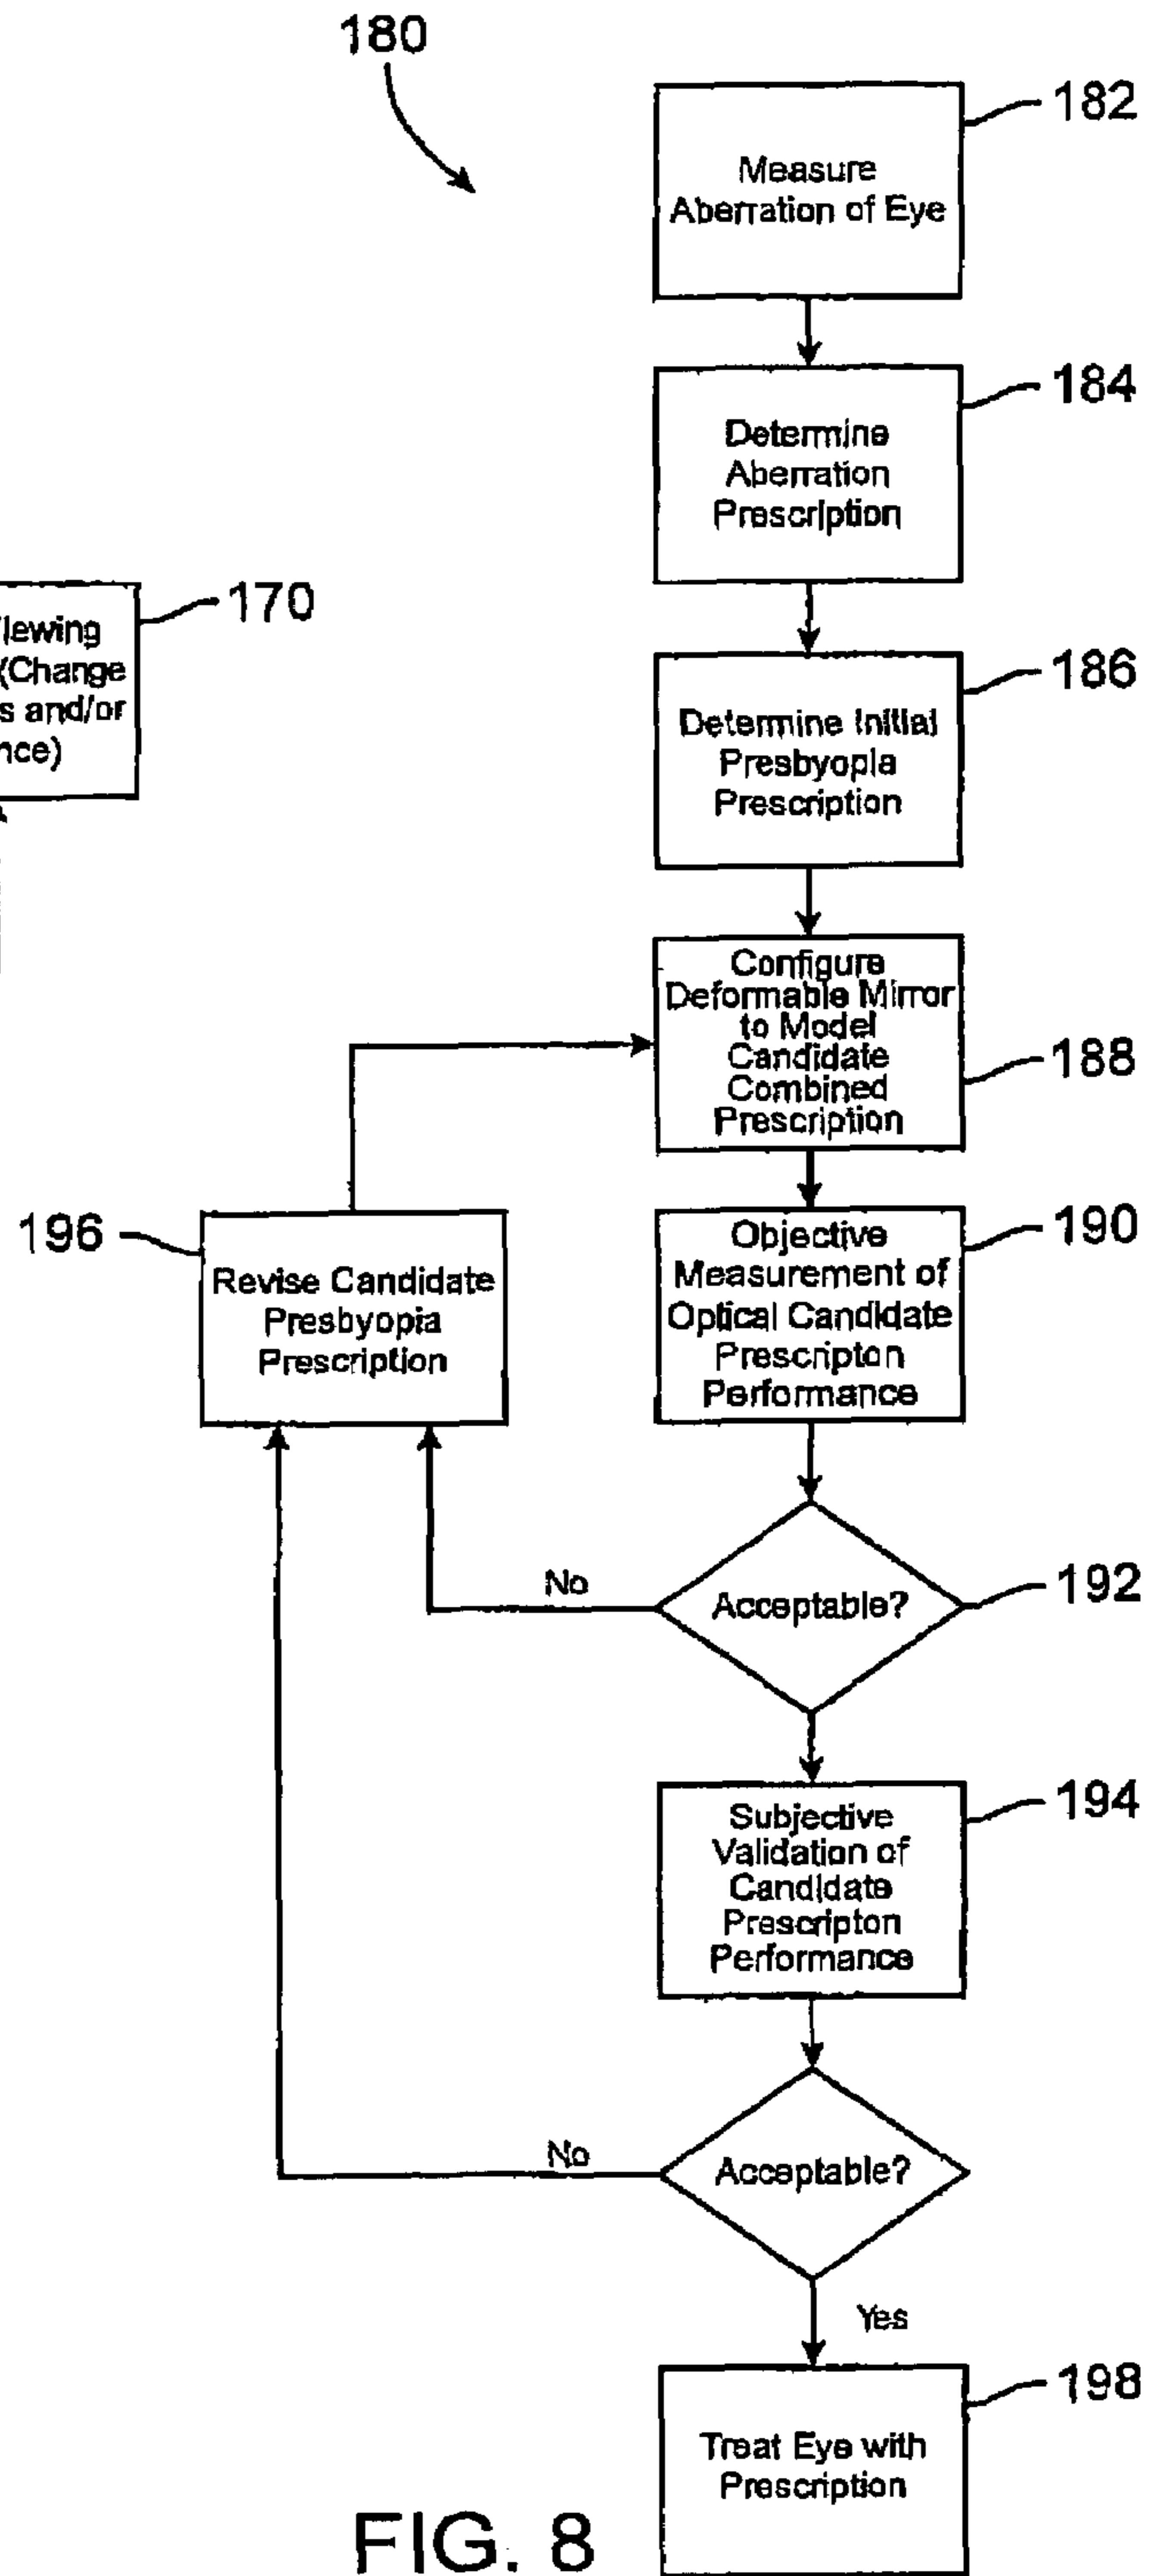 180
182
Measure
Aberration of Eye
184
Determine
Aberration
Prescription
170
(Change
s and/or
nce)
186
Determine Initial
Presbyopia
Prescription
188
Configure
Deformable Mirror
to Model
Candidate
Combined
Prescription
190
Objective
Measurement of
Optical Candidate
Prescripton
Performance
196
Revise Candidate
Presbyopia
Prescription
192
Acceptable?
No
194
Subjective
Validation of
Candidate
Prescripton
Performance
Acceptable?
No
Yes
198
Treat Eye with
Prescription
FIG. 8